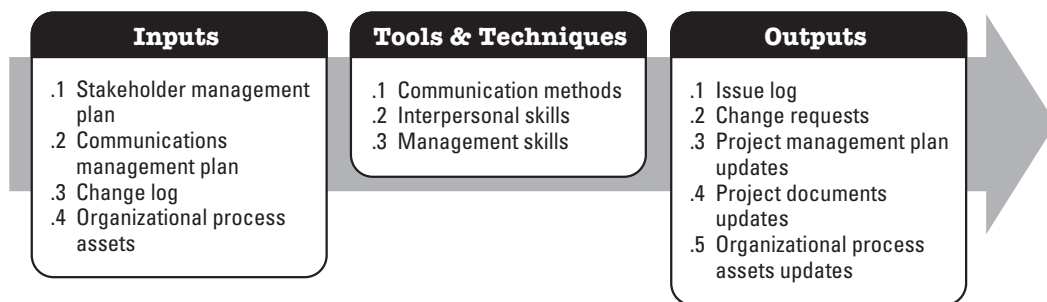 Inputs
.1 Stakeholder management
plan
.2 Communications
management plan
.3 Change log
.4 Organizational process
assets
Tools & Techniques
.1 Communication methods
.2 Interpersonal skills
.3 Management skills
Outputs
.1 Issue log
.2 Change requests
.3 Project management plan
updates
.4 Project documents
updates
.5 Organizational process
assets updates